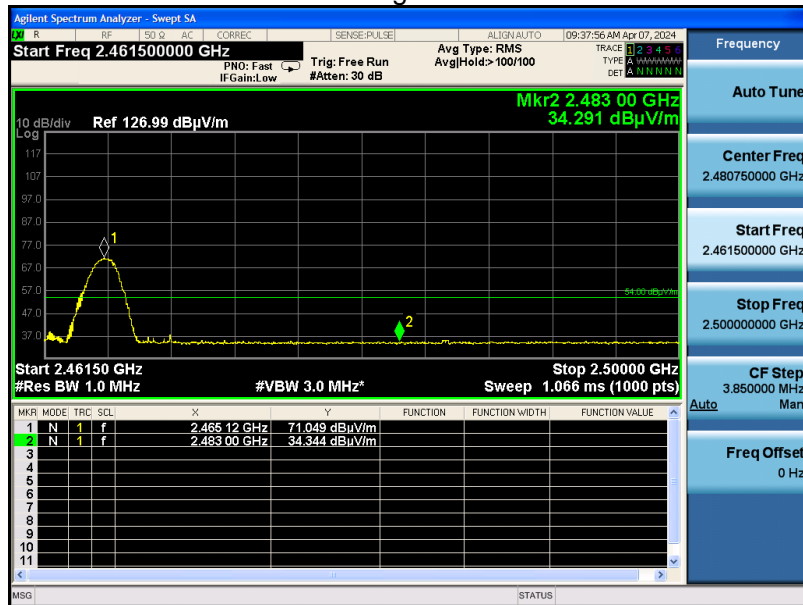 Agilent Spectrum Analyzer - Swept SA
LXI R RF 50 Ω AC CORREC SENSE:PULSE ALIGN AUTO 09:37:56 AM Apr 07, 2024
Start Freq 2.461500000 GHz
PNO: Fast
IFGain:Low
Trig: Free Run
#Atten: 30 dB
Avg Type: RMS
Avg|Hold:>100/100
TRACE 1 2 3 4 5 6
TYPE A WWWWW
DET A N N N N N
Mkr2 2.483 00 GHz
34.291 dBµV/m
10 dB/div Ref 126.99 dBµV/m
Log
117
107
97.0
87.0
77.0
67.0
57.0
47.0
37.0
1
54.00 dBµV/m
2
Start 2.46150 GHz Stop 2.50000 GHz
#Res BW 1.0 MHz #VBW 3.0 MHz* Sweep 1.066 ms (1000 pts)
MKR MODE TRC SCL X Y FUNCTION FUNCTION WIDTH FUNCTION VALUE
1 N 1 f 2.465 12 GHz 71.049 dBµV/m
2 N 1 f 2.483 00 GHz 34.344 dBµV/m
3
4
5
6
7
8
9
10
11
MSG STATUS
Frequency
Auto Tune
Center Freq
2.480750000 GHz
Start Freq
2.461500000 GHz
Stop Freq
2.500000000 GHz
CF Step
3.850000 MHz
Auto Man
Freq Offset
0 Hz